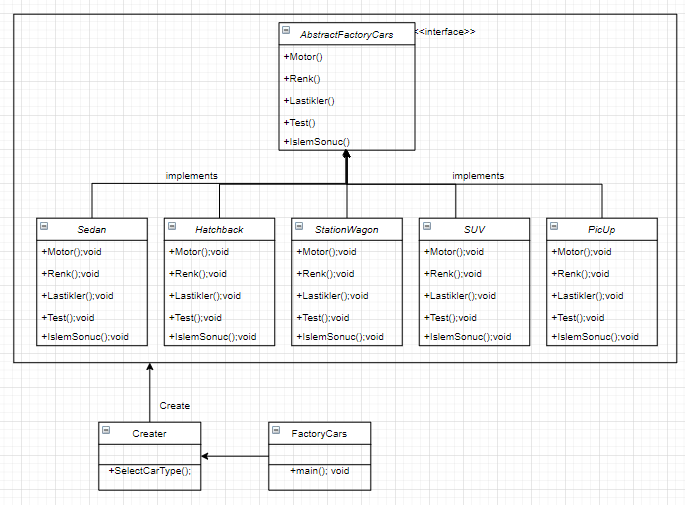 AbstractFactoryCars
<<interface>>
+Motor()
+Renk()
+Lastikler()
+Test()
+IslemSonuc()
implements
implements
Sedan
+Motor();void
+Renk();void
+Lastikler();void
+Test();void
+IslemSonuc();void
Hatchback
+Motor();void
+Renk();void
+Lastikler();void
+Test();void
+IslemSonuc();void
StationWagon
+Motor();void
+Renk();void
+Lastikler();void
+Test();void
+IslemSonuc();void
SUV
+Motor();void
+Renk();void
+Lastikler();void
+Test();void
+IslemSonuc();void
PicUp
+Motor();void
+Renk();void
+Lastikler();void
+Test();void
+IslemSonuc();void
Create
Creater
+SelectCarType();
FactoryCars
+main(); void